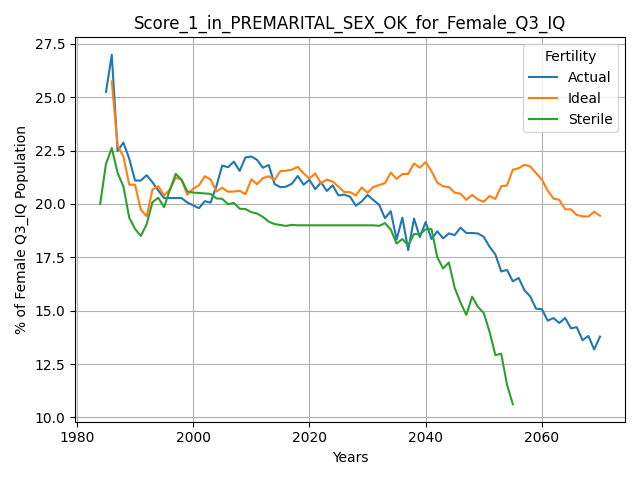 Score_1_in_PREMARITAL_SEX_OK_for_Female_Q3_IQ
% of Female Q3_IQ Population
27.5
25.0
22.5
20.0
17.5
15.0
12.5
10.0
Fertility
Actual
Ideal
Sterile
1980
2000
2020
2040
2060
Years